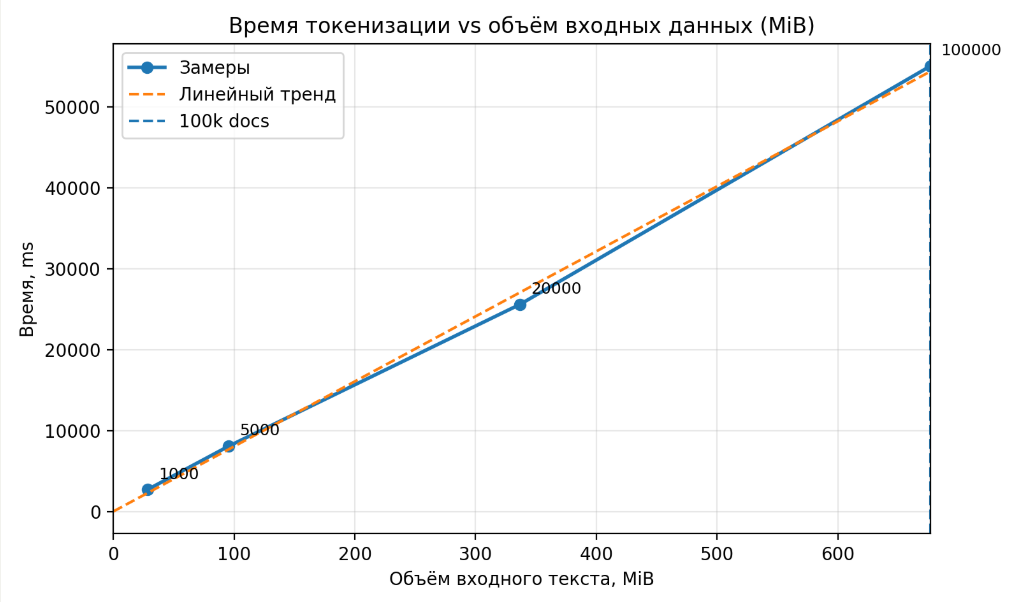 Время токенизации vs объём входных данных (MiB)
100000
Замеры
Линейный тренд
100k docs
50000
40000
30000
20000
20000
10000
5000
1000
0
Время, ms
0 100 200 300 400 500 600
Объём входного текста, MiB